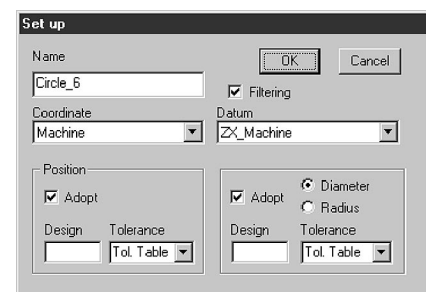 Set up
Name
OK
Cancel
Circle_6
Filtering
Coordinate
Datum
Machine
ZX_Machine
Position
Adopt
Adopt
Diameter
Radius
Design
Tolerance
Design
Tolerance
Tol. Table
Tol. Table